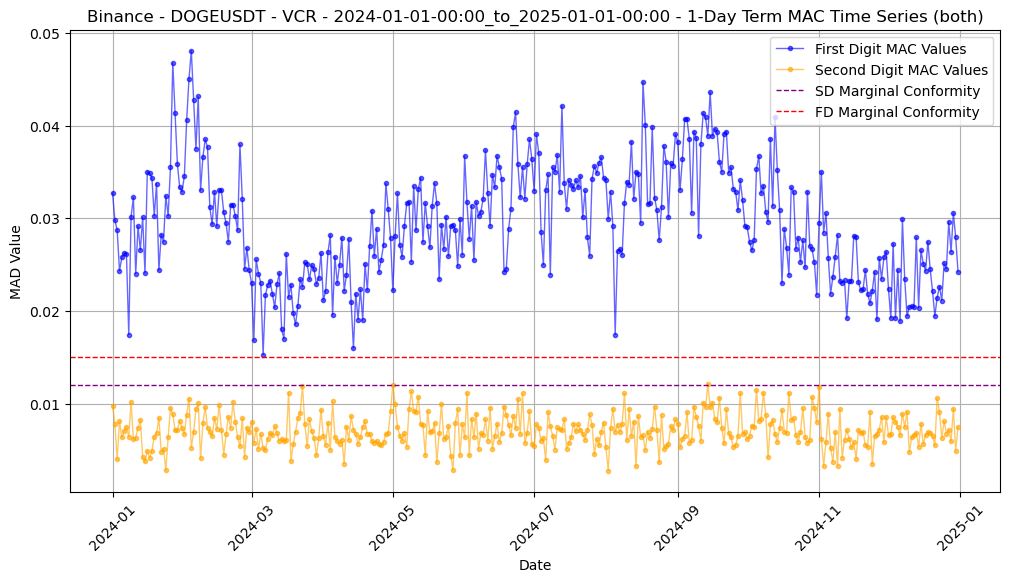 Binance - DOGEUSDT - VCR - 2024-01-01-00:00_to_2025-01-01-00:00 - 1-Day Term MAC Time Series (both)
First Digit MAC Values
Second Digit MAC Values
SD Marginal Conformity
FD Marginal Conformity
MAD Value
0.05
0.04
0.03
0.02
0.01
2024-01
2024-03
2024-05
2024-07
2024-09
2024-11
2025-01
Date